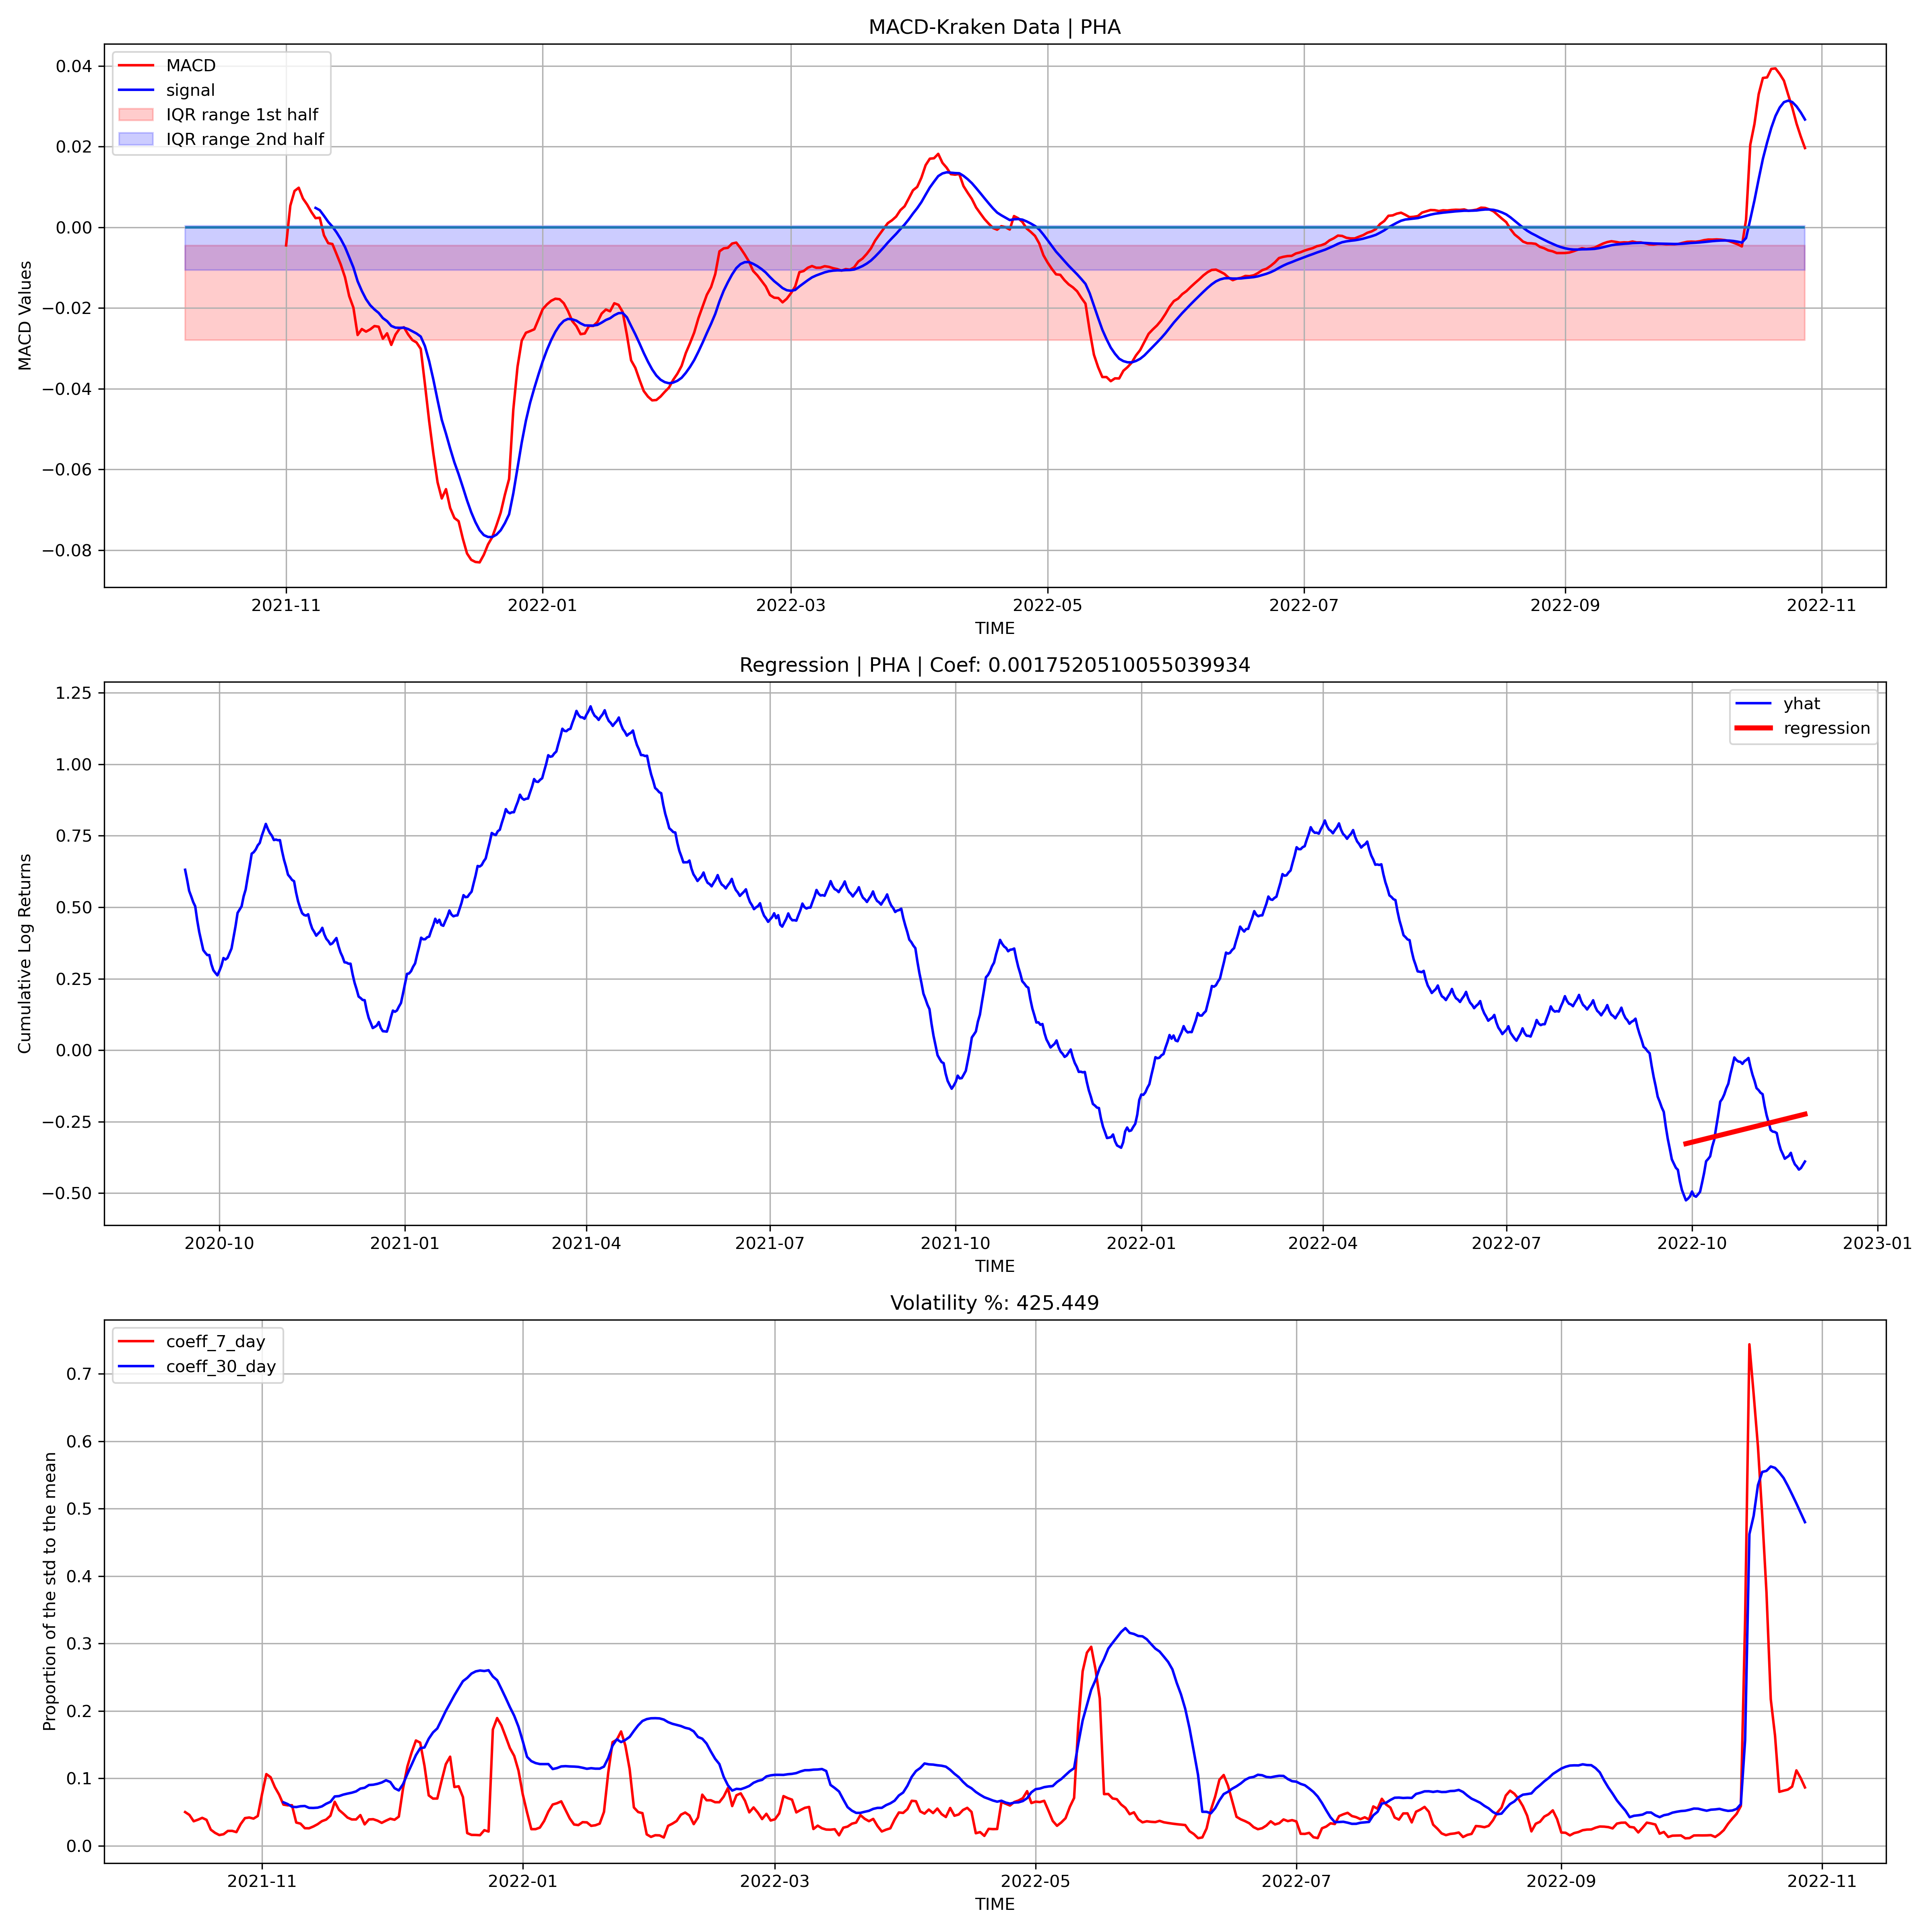 MACD-Kraken Data | PHA
MACD
signal
IQR range 1st half
IQR range 2nd half
0.04
0.02
0.00
−0.02
−0.04
−0.06
−0.08
MACD Values
2021-11
2022-01
2022-03
2022-05
2022-07
2022-09
2022-11
TIME
Regression | PHA | Coef: 0.0017520510055039934
yhat
regression
1.25
1.00
0.75
0.50
0.25
0.00
−0.25
−0.50
Cumulative Log Returns
2020-10
2021-01
2021-04
2021-07
2021-10
2022-01
2022-04
2022-07
2022-10
2023-01
TIME
Volatility %: 425.449
coeff_7_day
coeff_30_day
0.7
0.6
0.5
0.4
0.3
0.2
0.1
0.0
Proportion of the std to the mean
2021-11
2022-01
2022-03
2022-05
2022-07
2022-09
2022-11
TIME